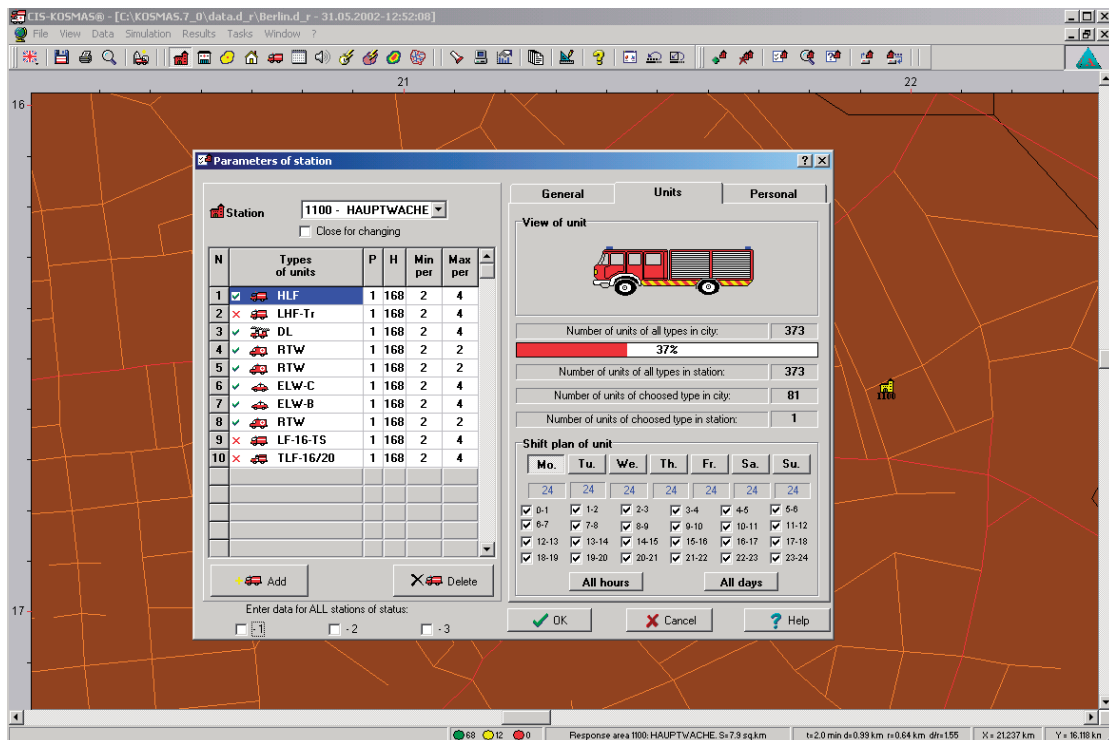 CIS-KOSMAS® - [C:\KOSMAS.7_0\data.d_r\Berlin.d_r - 31.05.2002-12:52:08]
File View Data Simulation Results Tasks Window ?
21 22
16
Parameters of station
Station 1100 - HAUPTWACHE
Close for changing
N Types of units P H Min per Max per
1 HLF 1 168 2 4
2 LHF-Tr 1 168 2 4
3 DL 1 168 2 4
4 RTW 1 168 2 2
5 RTW 1 168 2 2
6 ELW-C 1 168 2 4
7 ELW-B 1 168 2 4
8 RTW 1 168 2 2
9 LF-16-TS 1 168 2 4
10 TLF-16/20 1 168 2 4
Add Delete
Enter data for ALL stations of status:
- 1 - 2 - 3
General Units Personal
View of unit
Number of units of all types in city: 373
37%
Number of units of all types in station: 373
Number of units of choosed type in city: 81
Number of units of choosed type in station: 1
Shift plan of unit
Mo. Tu. We. Th. Fr. Sa. Su.
24 24 24 24 24 24 24
0-1 1-2 2-3 3-4 4-5 5-6
6-7 7-8 8-9 9-10 10-11 11-12
12-13 13-14 14-15 15-16 16-17 17-18
18-19 19-20 20-21 21-22 22-23 23-24
All hours All days
OK Cancel Help
1100
17
68 12 0 Response area 1100: HAUPTWACHE. S=7.9 sq.km t=2.0 min d=0.99 km r=0.64 km d/r=1.55 X = 21.237 km Y = 16.118 km